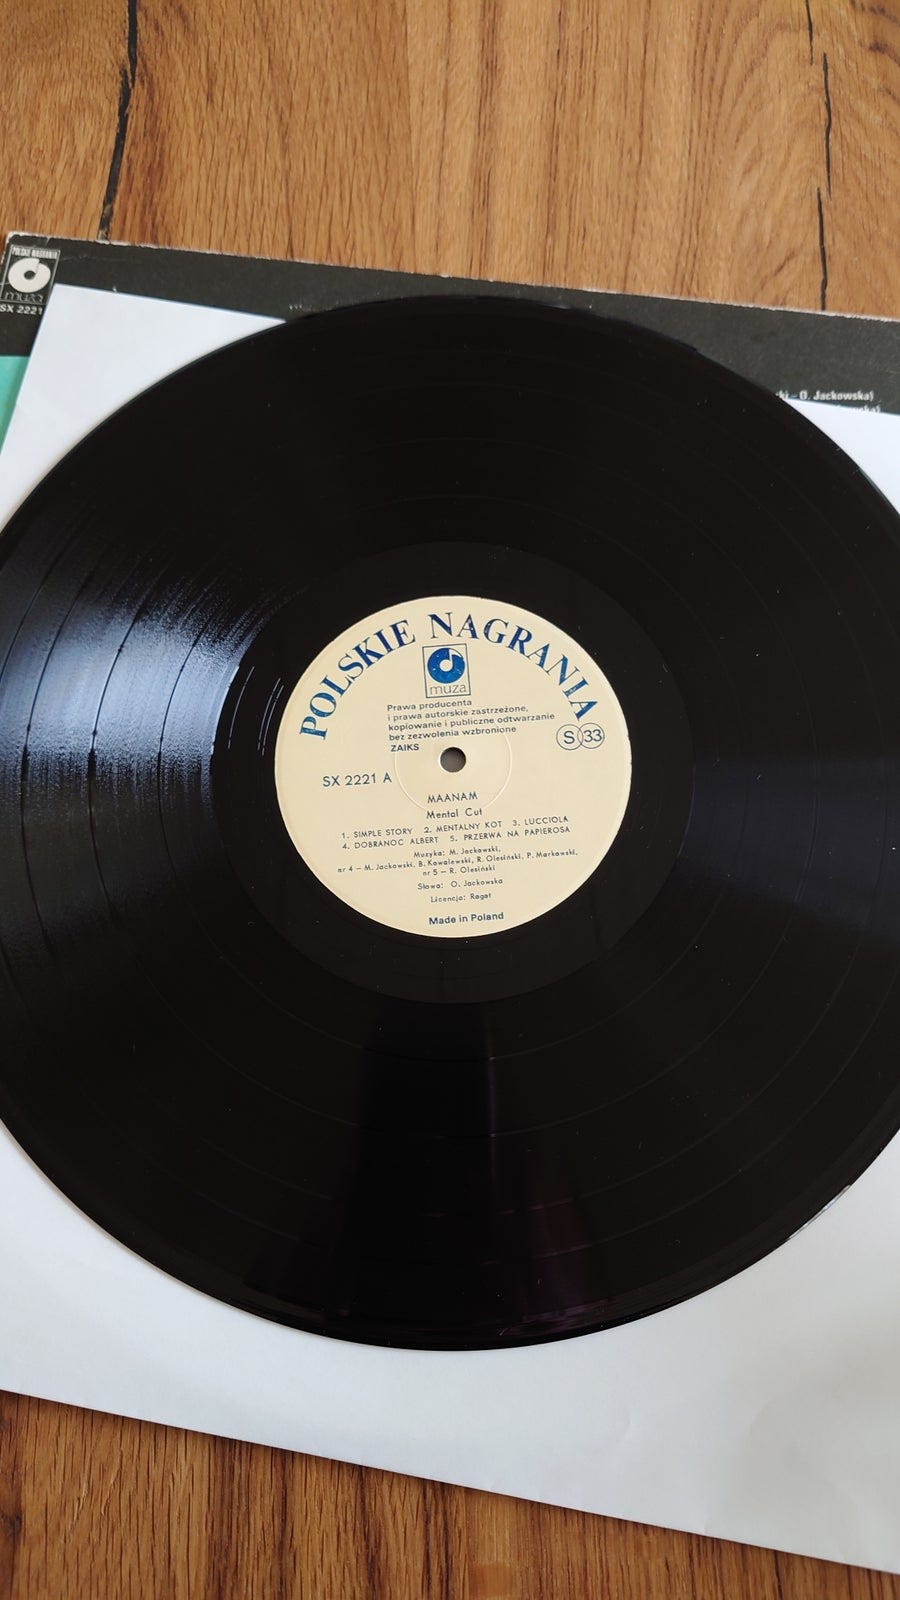 POLSKIE NAGRANIA
muza
SX 2221
ki - O. Jackowska)
POLSKIE NAGRANIA
muza
Prawa producenta
i prawa autorskie zastrzeżone,
kopiowanie i publiczne odtwarzanie
bez zezwolenia wzbronione
ZAIKS
S 33
SX 2221 A
MAANAM
Mental Cut
1. SIMPLE STORY 2. MENTALNY KOT 3. LUCCIOLA
4. DOBRANOC ALBERT 5. PRZERWA NA PAPIEROSA
Muzyka: M. Jackowski,
nr 4 — M. Jackowski, B. Kowalewski, R. Olesiński, P. Markowski,
nr 5 — R. Olesiński
Słowa: O. Jackowska
Licencja: Rogot
Made in Poland